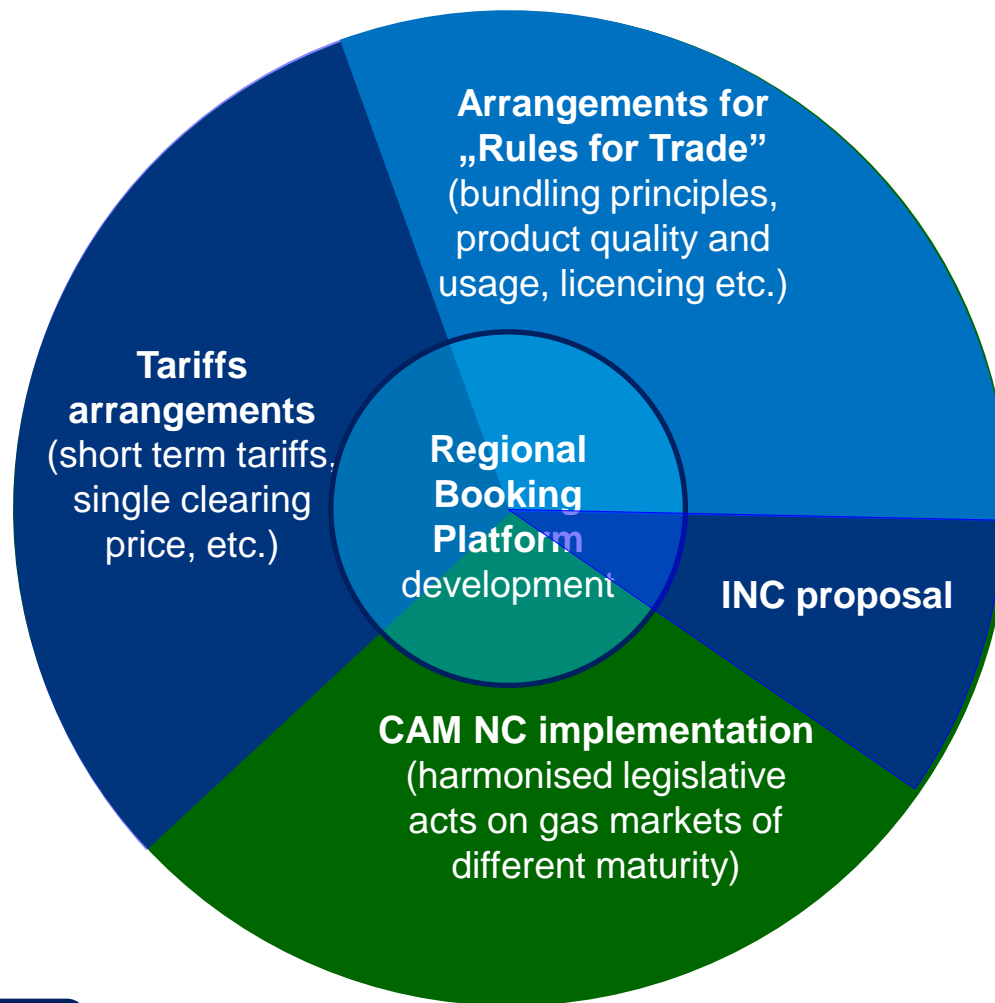 Arrangements for
„Rules for Trade”
(bundling principles,
product quality and
usage, licencing etc.)
Tariffs
arrangements
(short term tariffs,
single clearing
price, etc.)
Regional
Booking
Platform
development
INC proposal
CAM NC implementation
(harmonised legislative
acts on gas markets of
different maturity)